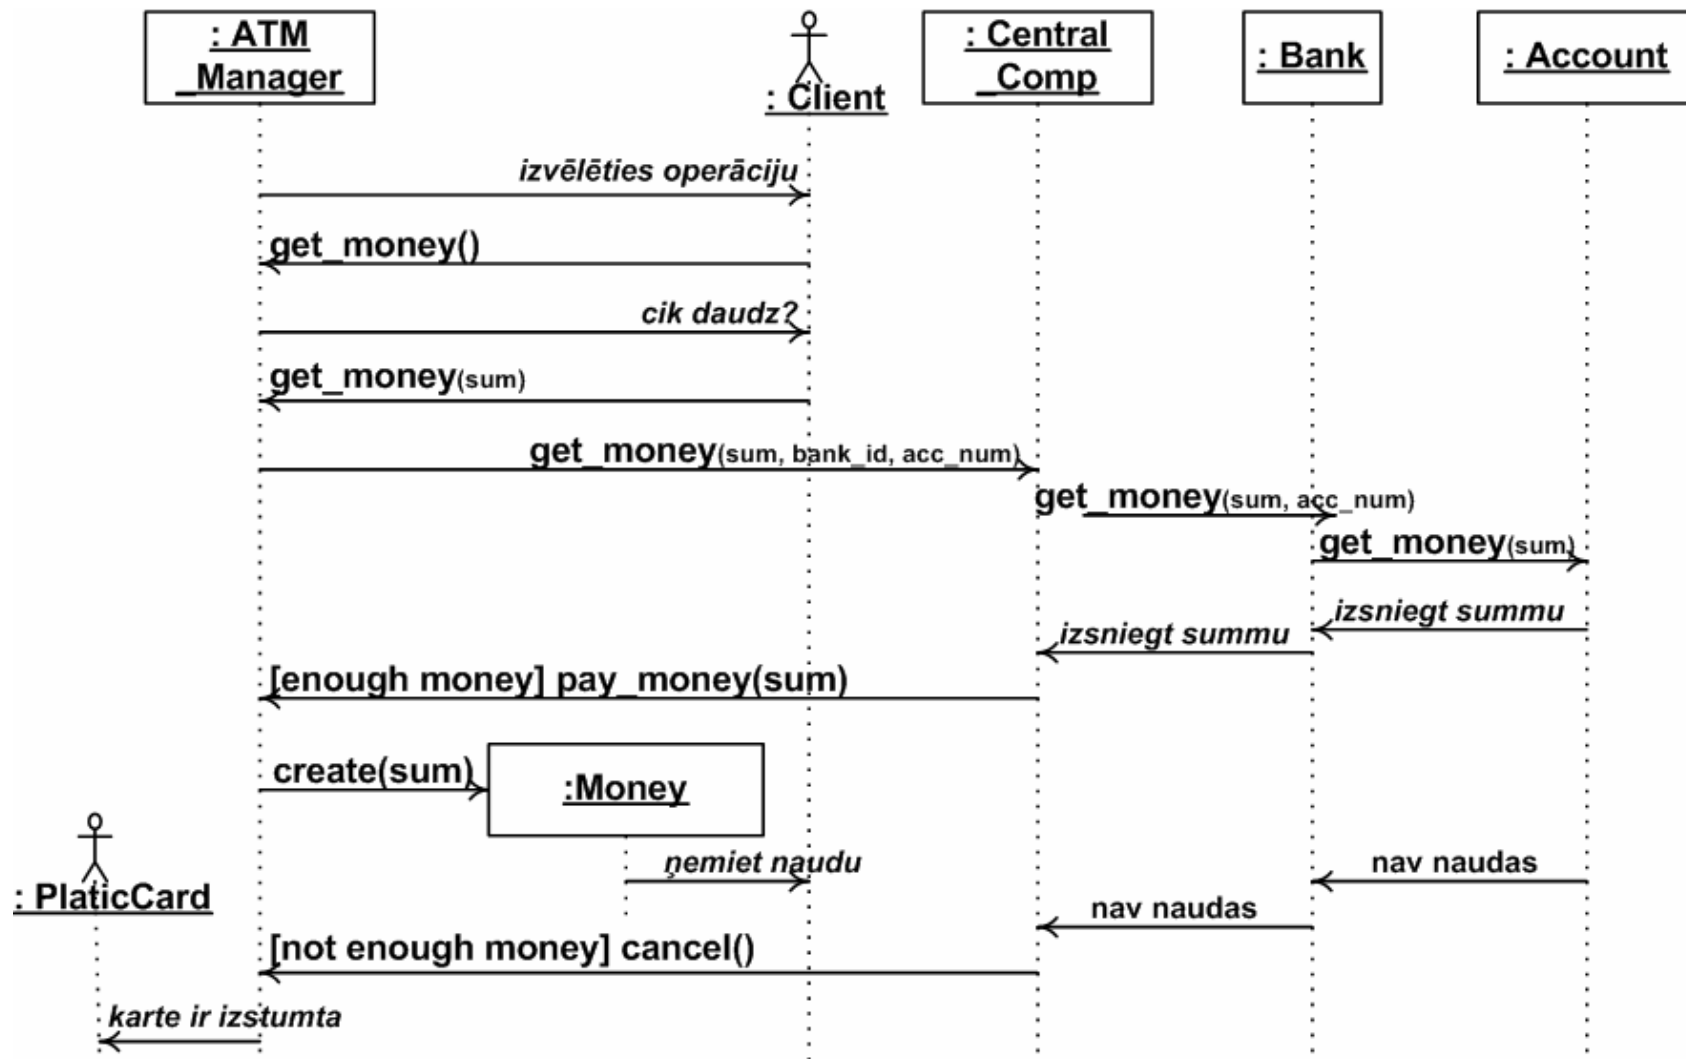 : ATM
_Manager
: Client
: Central
_Comp
: Bank
: Account
izvēlēties operāciju
get_money()
cik daudz?
get_money(sum)
get_money(sum, bank_id, acc_num)
get_money(sum, acc_num)
get_money(sum)
izsniegt summu
izsniegt summu
[enough money] pay_money(sum)
create(sum)
:Money
ņemiet naudu
nav naudas
: PlaticCard
nav naudas
[not enough money] cancel()
karte ir izstumta